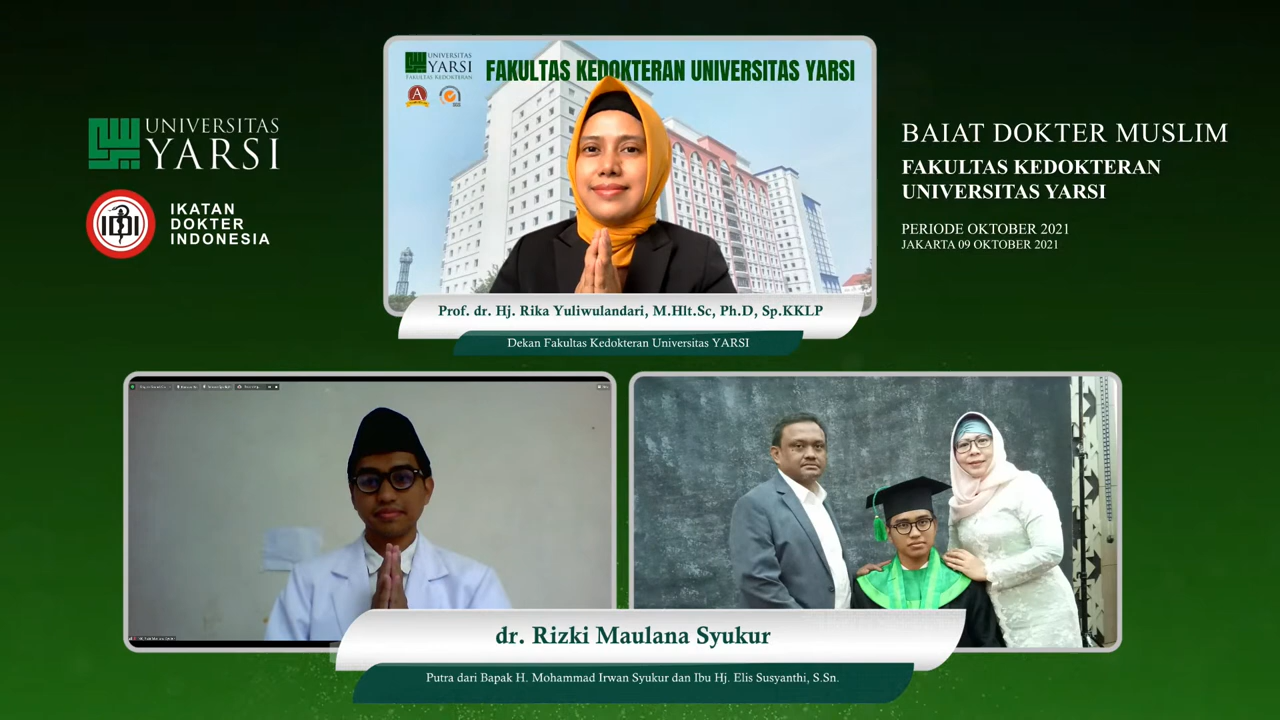 UNIVERSITAS
YARSI
IKATAN
DOKTER
INDONESIA
UNIVERSITAS
YARSI
FAKULTAS KEDOKTERAN
FAKULTAS KEDOKTERAN UNIVERSITAS YARSI
A
BAIAT DOKTER MUSLIM
FAKULTAS KEDOKTERAN
UNIVERSITAS YARSI
PERIODE OKTOBER 2021
JAKARTA 09 OKTOBER 2021
Prof. dr. Hj. Rika Yuliwulandari, M.Hlt.Sc, Ph.D, Sp.KKLP
Dekan Fakultas Kedokteran Universitas YARSI
dr. Rizki Maulana Syukur
Putra dari Bapak H. Mohammad Irwan Syukur dan Ibu Hj. Elis Susyanthi, S.Sn.